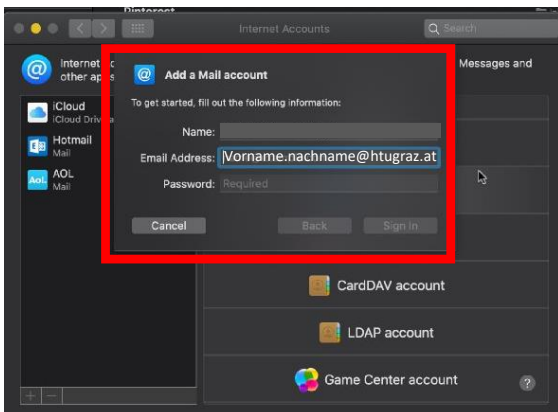 Pinterest
Internet Accounts
Search
Internet
other
Messages and
iCloud
iCloud
Hotmail
Mail
AOL
Mail
Add a Mail account
To get started, fill out the following information:
Name:
Email Address: Vorname.nachname@htugraz.at
Password: Required
Cancel Back Sign In
CardDAV account
LDAP account
Game Center account
?